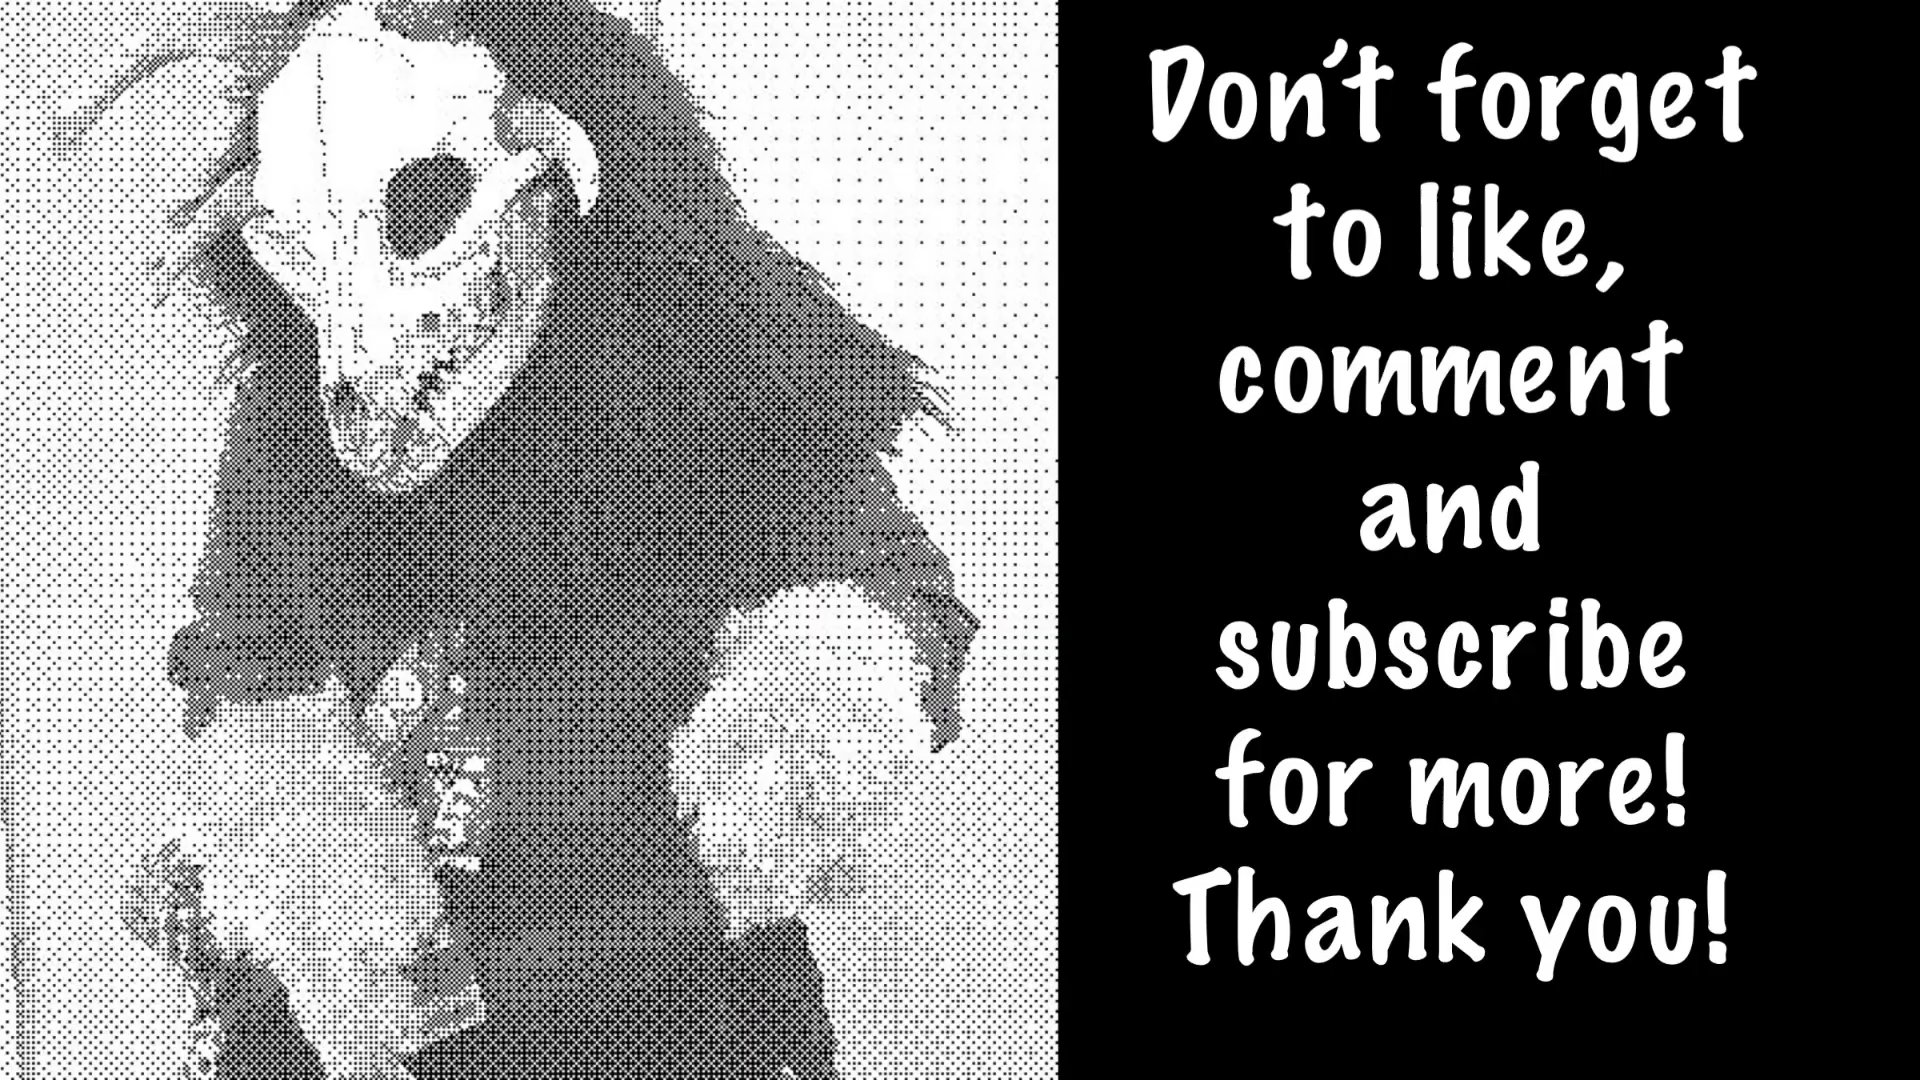 Don't forget
to like,
comment
and
subscribe
for more!
Thank you!